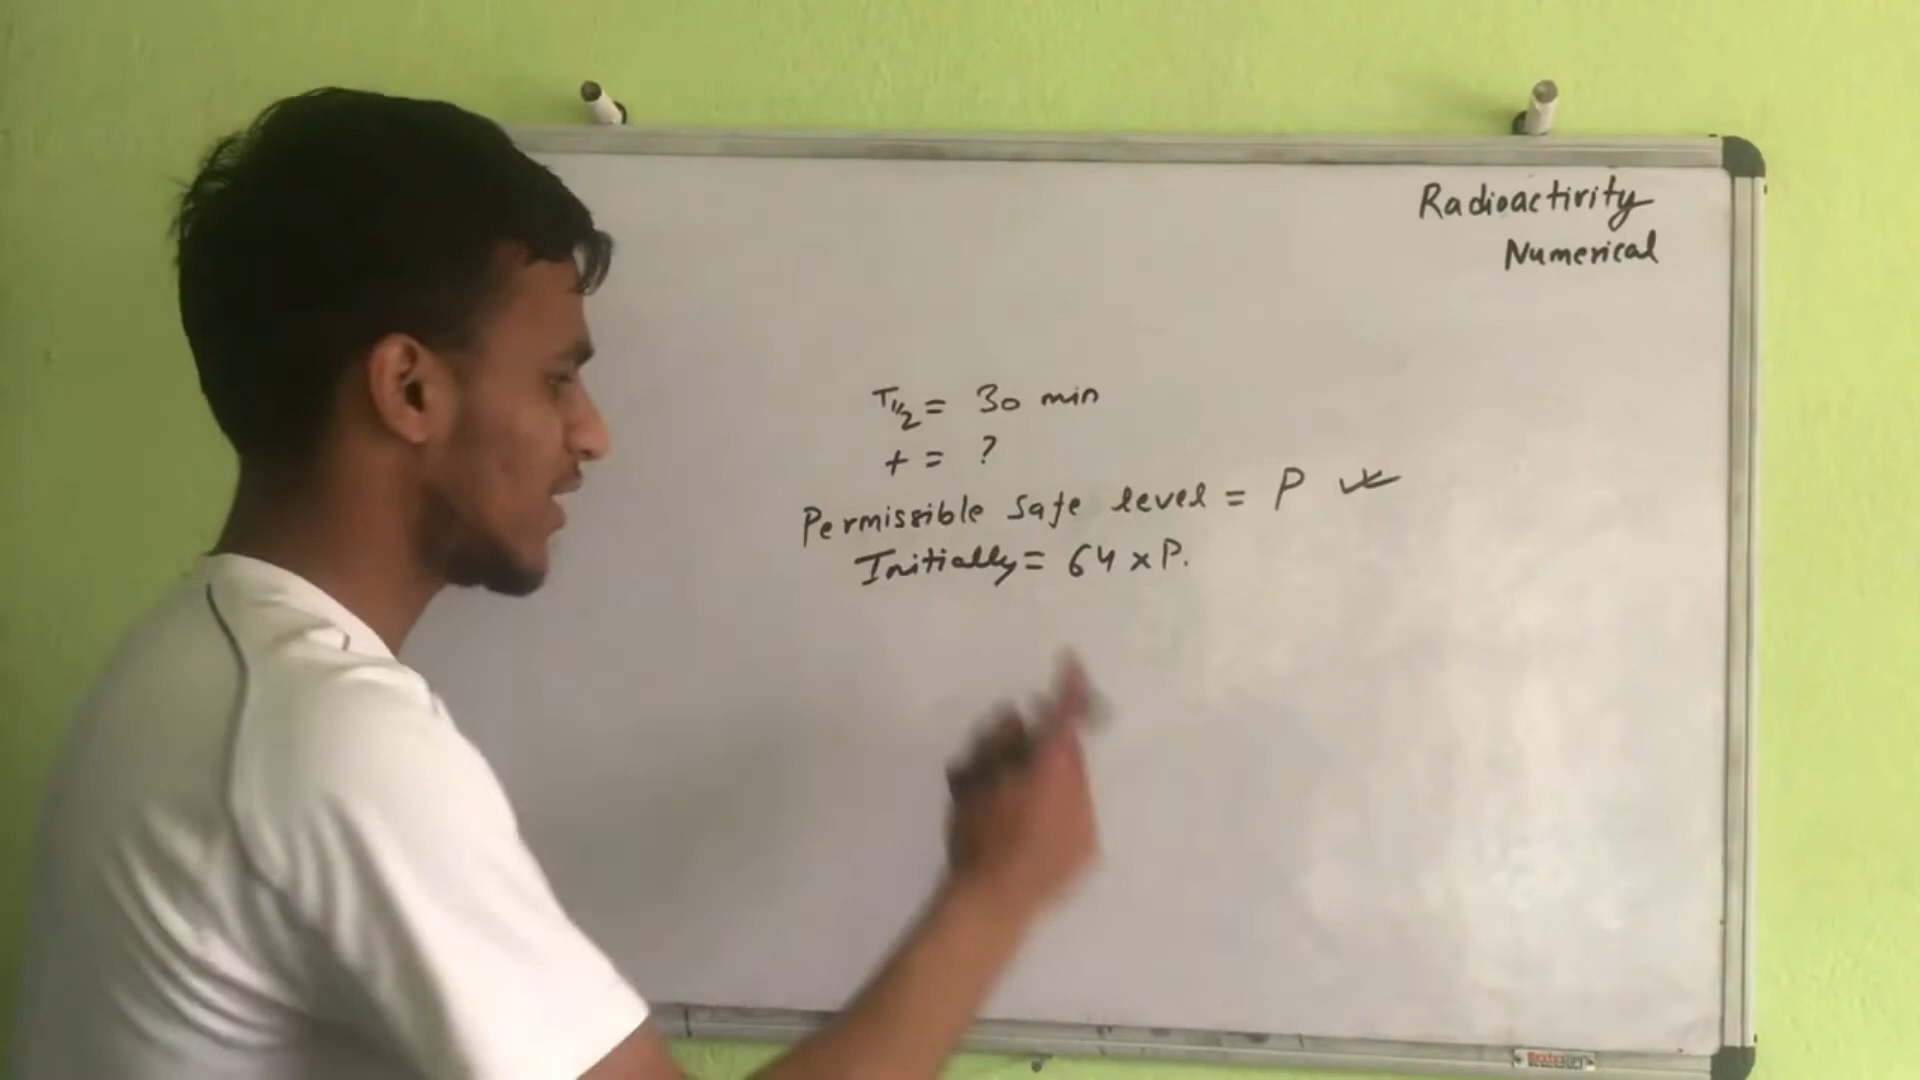 Radioactivity
Numerical
T1/2 = 30 min
t = ?
Permissible safe level = P
Initially = 64 x P.